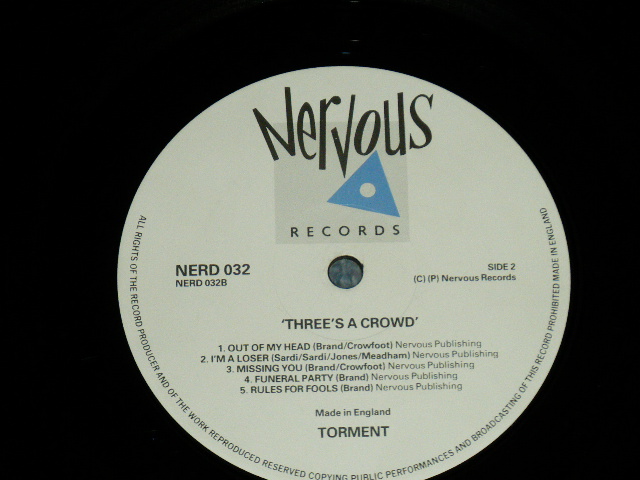 Nervous
RECORDS
NERD 032
NERD 032B
SIDE 2
(C) (P) Nervous Records
'THREE'S A CROWD'
1. OUT OF MY HEAD (Brand/Crowfoot) Nervous Publishing
2. I'M A LOSER (Sardi/Sardi/Jones/Meadham) Nervous Publishing
3. MISSING YOU (Brand/Crowfoot) Nervous Publishing
4. FUNERAL PARTY (Brand) Nervous Publishing
5. RULES FOR FOOLS (Brand) Nervous Publishing
Made in England
TORMENT
ALL RIGHTS OF THE RECORD PRODUCER AND OF THE WORK REPRODUCED RESERVED COPYING PUBLIC PERFORMANCES AND BROADCASTING OF THIS RECORD PROHIBITED MADE IN ENGLAND